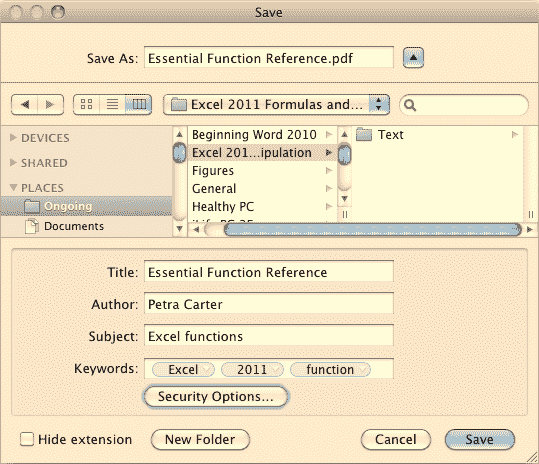 Save
Save As: Essential Function Reference.pdf
Excel 2011 Formulas and...
DEVICES
SHARED
PLACES
Ongoing
Documents
Beginning Word 2010
Excel 201...ipulation
Figures
General
Healthy PC
Text
Title: Essential Function Reference
Author: Petra Carter
Subject: Excel functions
Keywords: Excel 2011 function
Security Options...
Hide extension New Folder Cancel Save